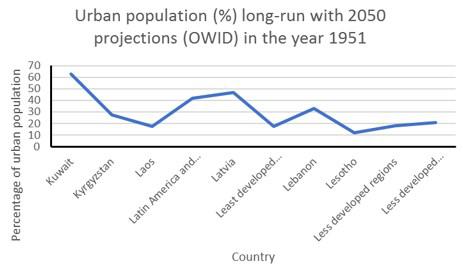 Urban population (%) long-run with 2050
projections (OWID) in the year 1951
Percentage of urban population
70
60
50
40
30
20
10
0
Kuwait
Kyrgyzstan
Laos
Latin America and...
Latvia
Least developed...
Lebanon
Lesotho
Less developed regions
Less developed...
Country